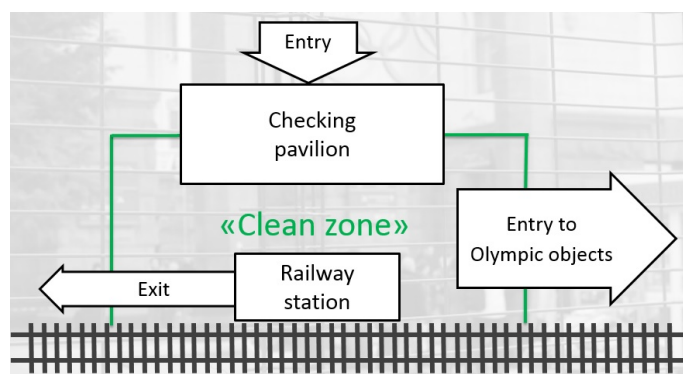 Entry
Checking
pavilion
«Clean zone»
Entry to
Olympic objects
Railway
station
Exit